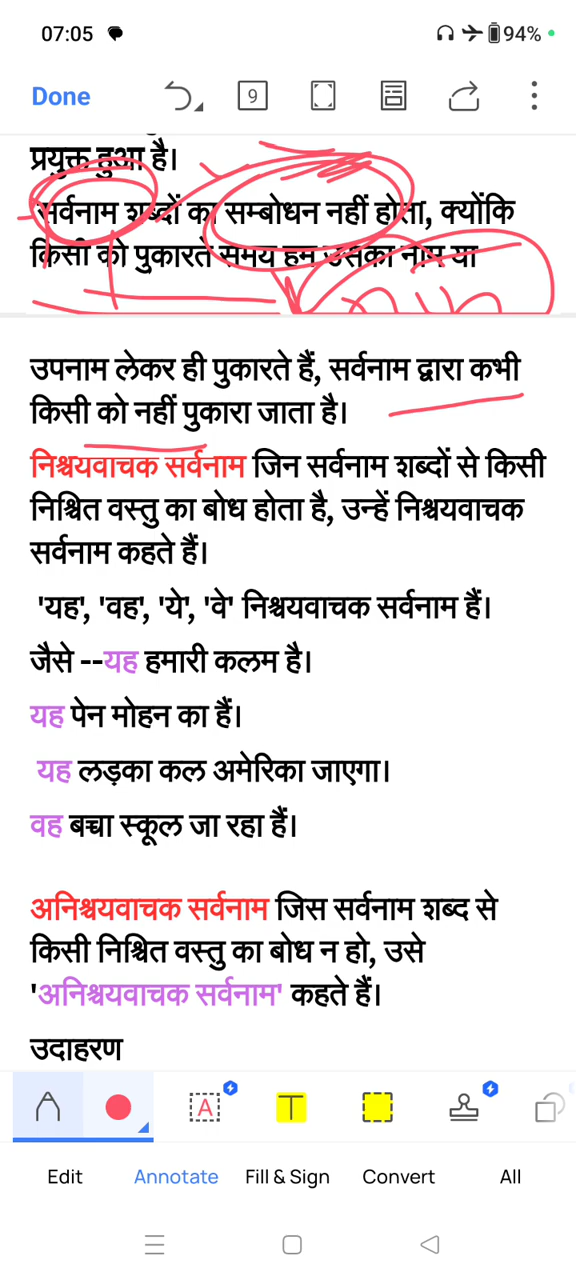 07:05
94%
Done
9
प्रयुक्त हुआ है।
सर्वनाम शब्दों का सम्बोधन नहीं होता, क्योंकि
किसी को पुकारते समय हम उसका नाम या
उपनाम लेकर ही पुकारते हैं, सर्वनाम द्वारा कभी
किसी को नहीं पुकारा जाता है।
निश्चयवाचक सर्वनाम जिन सर्वनाम शब्दों से किसी
निश्चित वस्तु का बोध होता है, उन्हें निश्चयवाचक
सर्वनाम कहते हैं।
'यह', 'वह', 'ये', 'वे' निश्चयवाचक सर्वनाम हैं।
जैसे --यह हमारी कलम है।
यह पेन मोहन का हैं।
यह लड़का कल अमेरिका जाएगा।
वह बच्चा स्कूल जा रहा हैं।
अनिश्चयवाचक सर्वनाम जिस सर्वनाम शब्द से
किसी निश्चित वस्तु का बोध न हो, उसे
'अनिश्चयवाचक सर्वनाम' कहते हैं।
उदाहरण
A T
Edit Annotate Fill & Sign Convert All